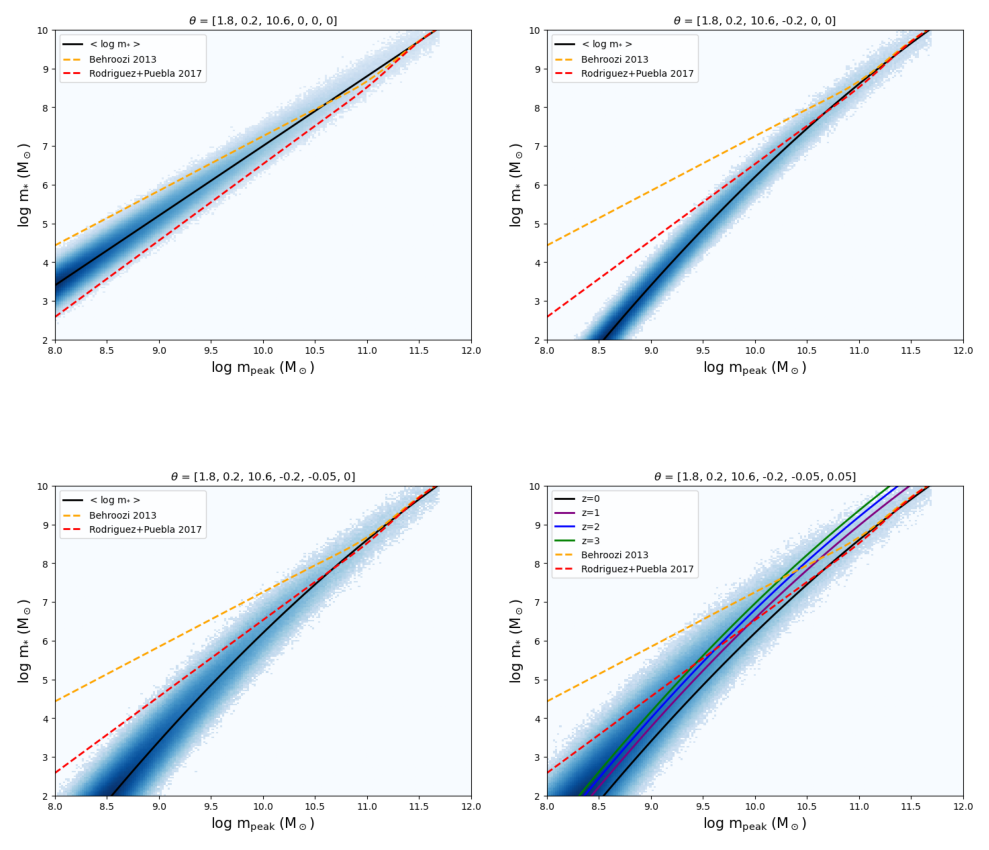 θ = [1.8, 0.2, 10.6, 0, 0, 0]
10
9
8
7
6
5
4
3
2
log m* (M⊙)
< log m* >
Behroozi 2013
Rodriguez+Puebla 2017
8.0 8.5 9.0 9.5 10.0 10.5 11.0 11.5 12.0
log mpeak (M⊙)
θ = [1.8, 0.2, 10.6, -0.2, 0, 0]
10
9
8
7
6
5
4
3
2
log m* (M⊙)
< log m* >
Behroozi 2013
Rodriguez+Puebla 2017
8.0 8.5 9.0 9.5 10.0 10.5 11.0 11.5 12.0
log mpeak (M⊙)
θ = [1.8, 0.2, 10.6, -0.2, -0.05, 0]
10
9
8
7
6
5
4
3
2
log m* (M⊙)
< log m* >
Behroozi 2013
Rodriguez+Puebla 2017
8.0 8.5 9.0 9.5 10.0 10.5 11.0 11.5 12.0
log mpeak (M⊙)
θ = [1.8, 0.2, 10.6, -0.2, -0.05, 0.05]
10
9
8
7
6
5
4
3
2
log m* (M⊙)
z=0
z=1
z=2
z=3
Behroozi 2013
Rodriguez+Puebla 2017
8.0 8.5 9.0 9.5 10.0 10.5 11.0 11.5 12.0
log mpeak (M⊙)